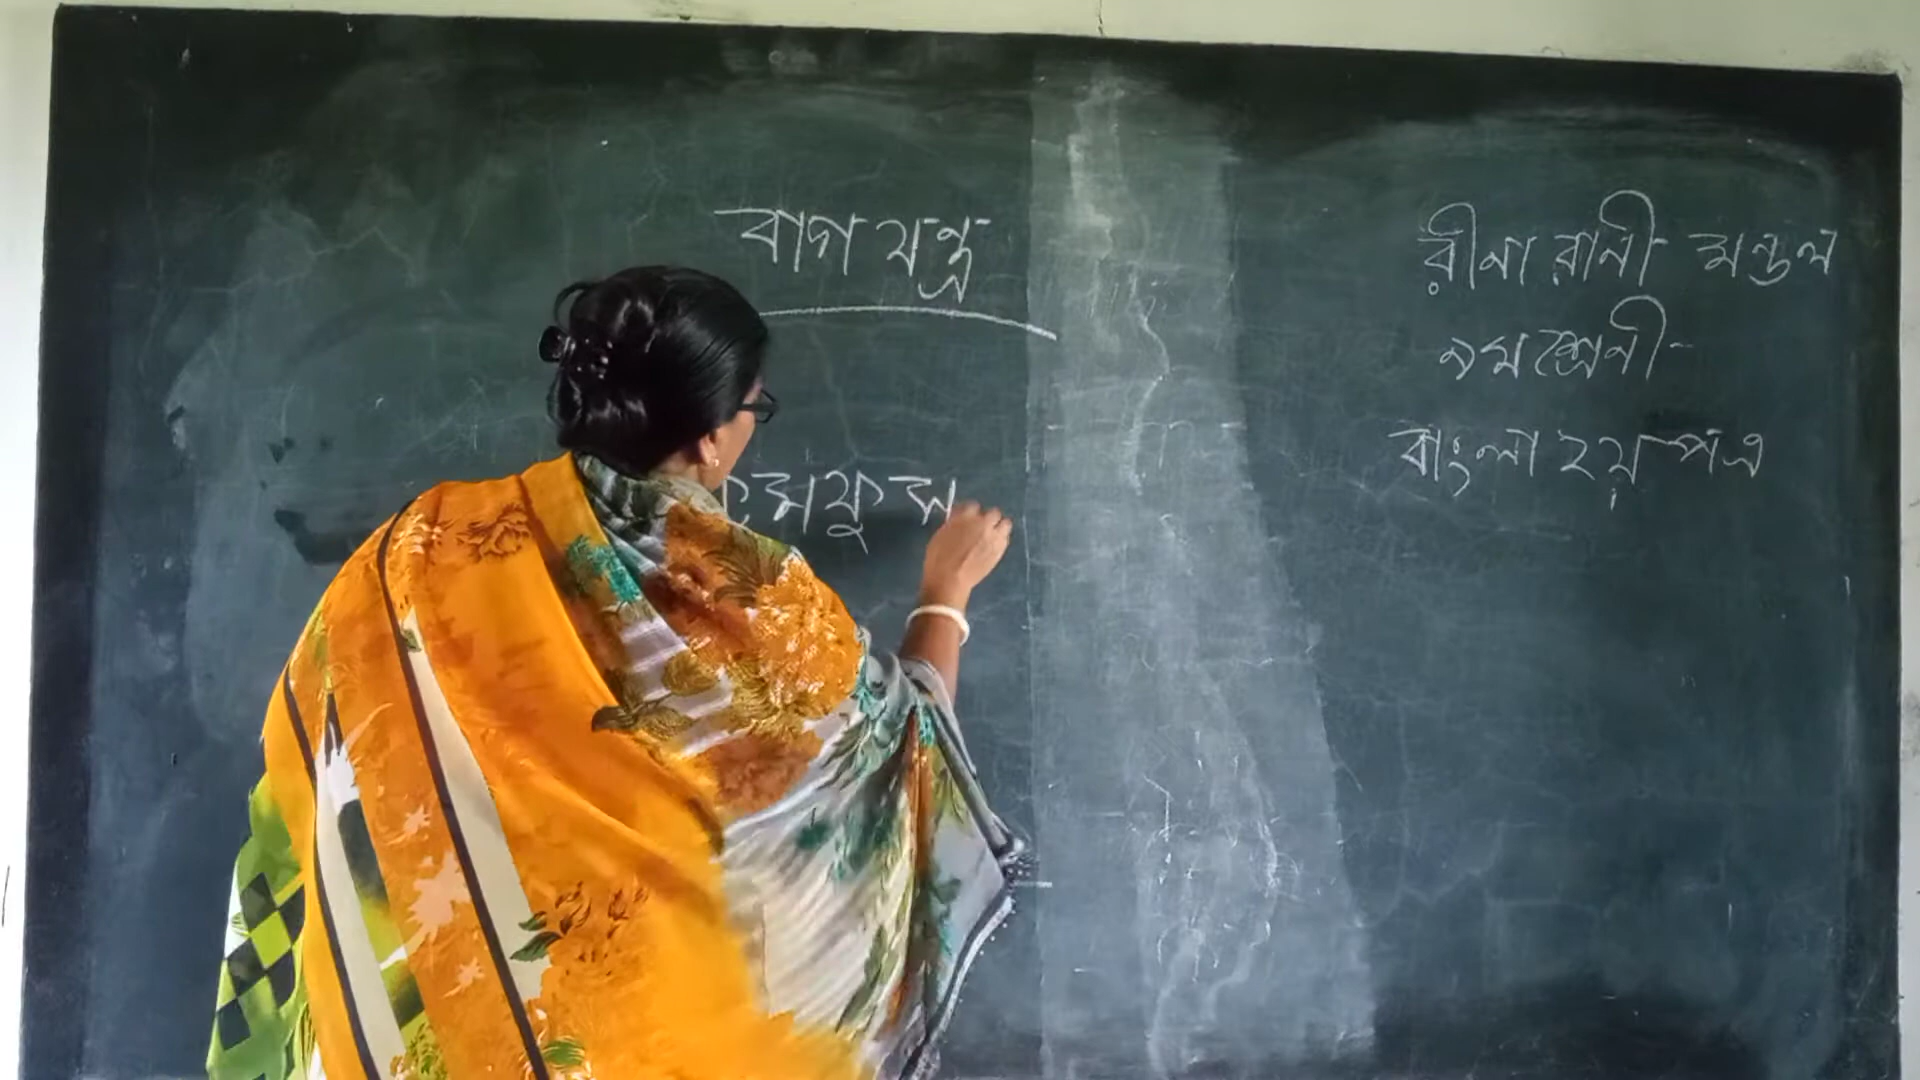 বাগ যন্ত্র
রীনা রানী মন্ডল
৯ম শ্রেনী
বাংলা ২য় পত্র